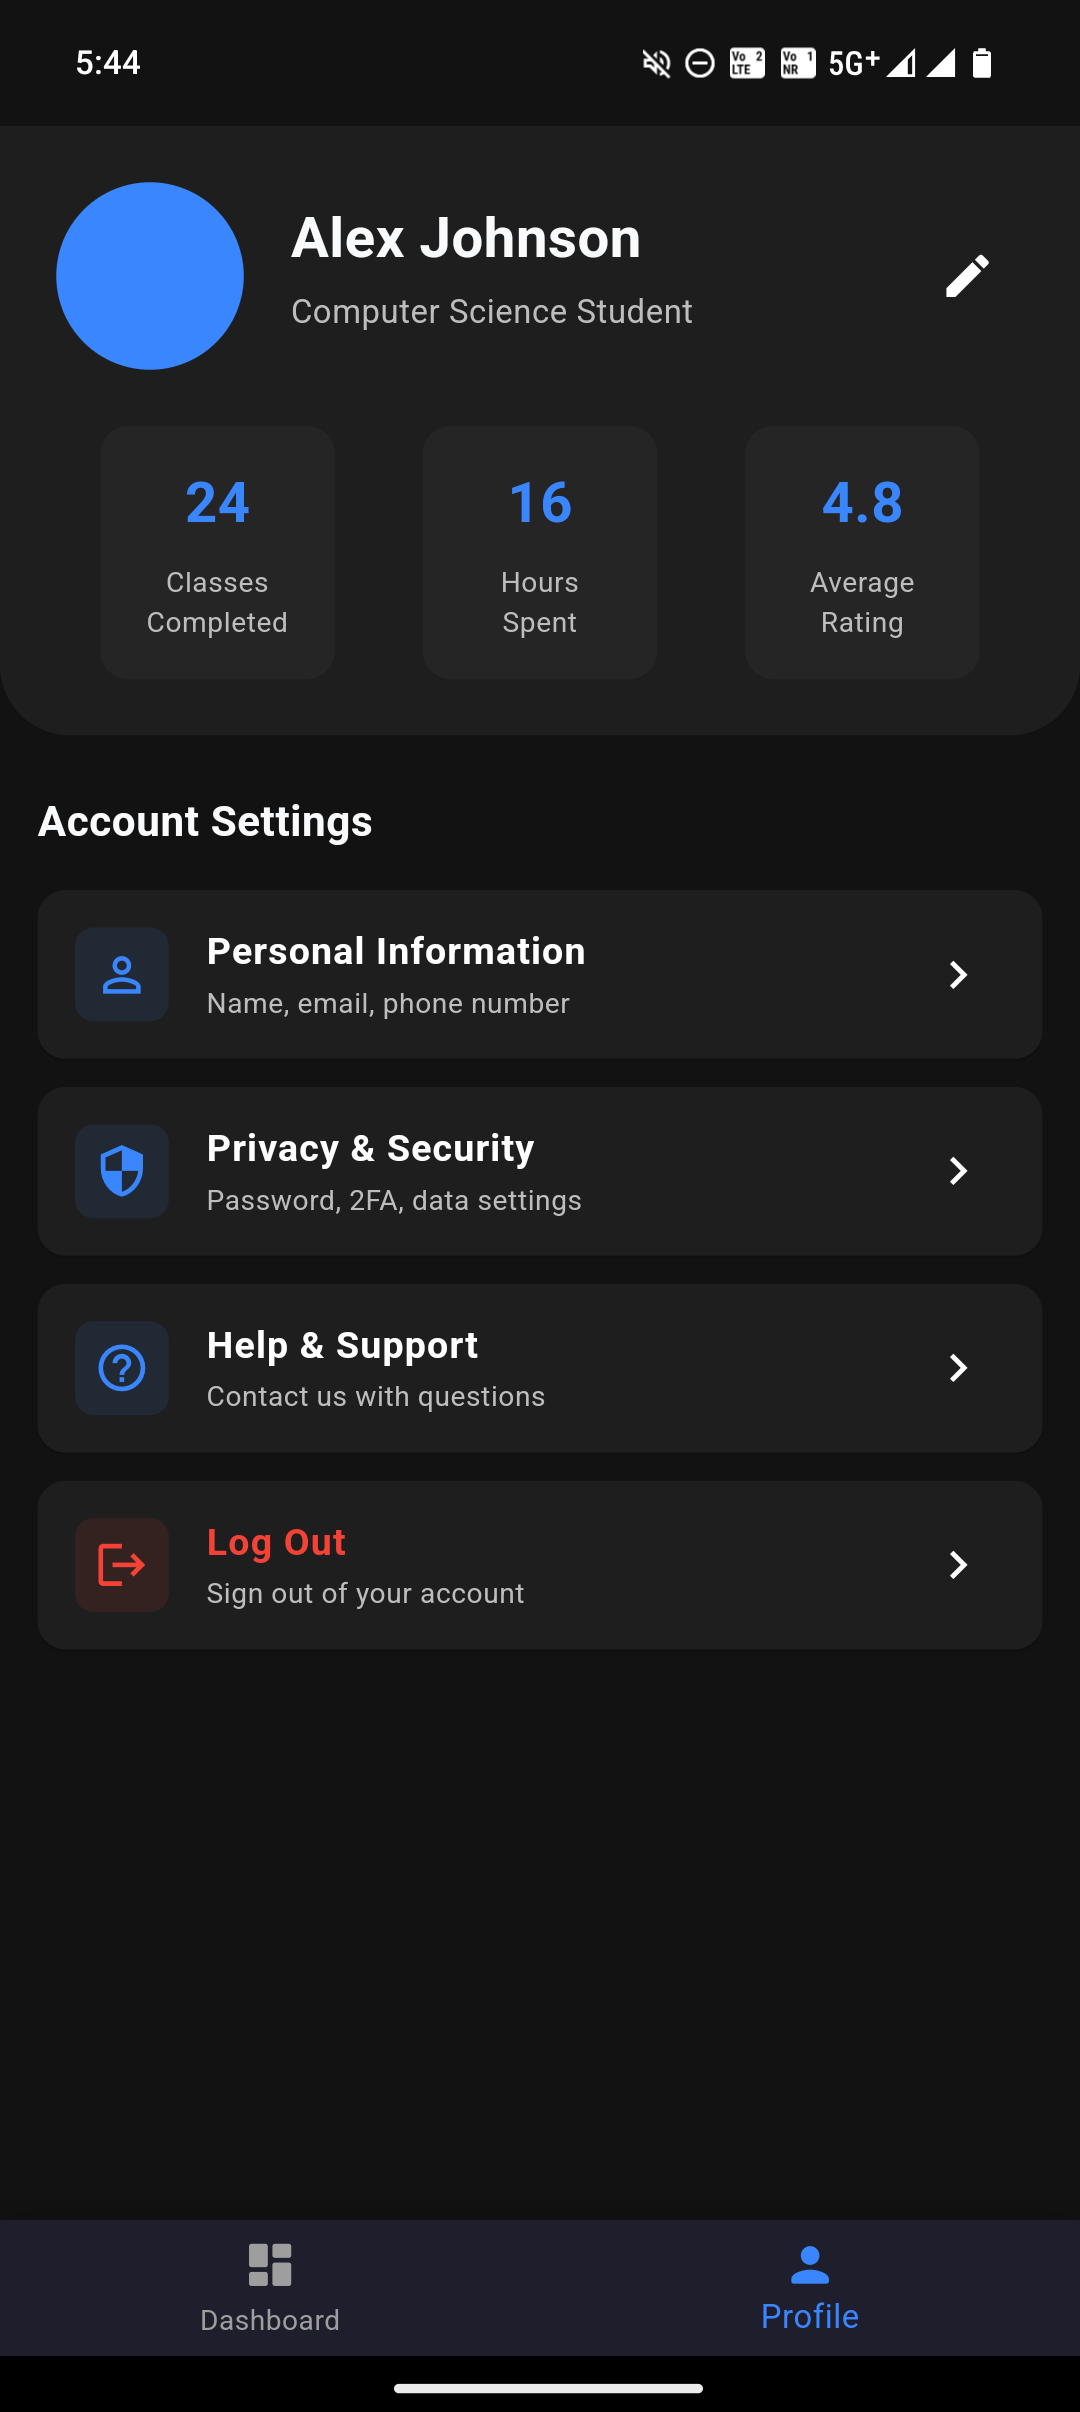 5:44
Vo 2
LTE
Vo 1
NR
5G+
Alex Johnson
Computer Science Student
24
Classes
Completed
16
Hours
Spent
4.8
Average
Rating
Account Settings
Personal Information
Name, email, phone number
Privacy & Security
Password, 2FA, data settings
Help & Support
Contact us with questions
Log Out
Sign out of your account
Dashboard
Profile